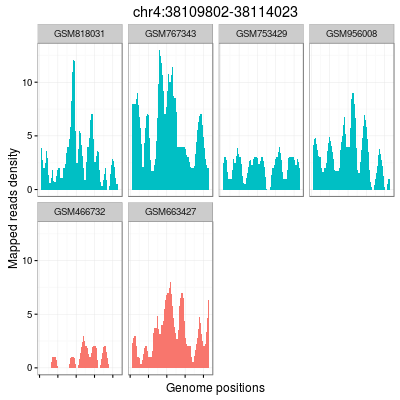 chr4:38109802-38114023
GSM818031 GSM767343 GSM753429 GSM956008
10
5
0
GSM466732 GSM663427
10
5
0
Mapped reads density
Genome positions